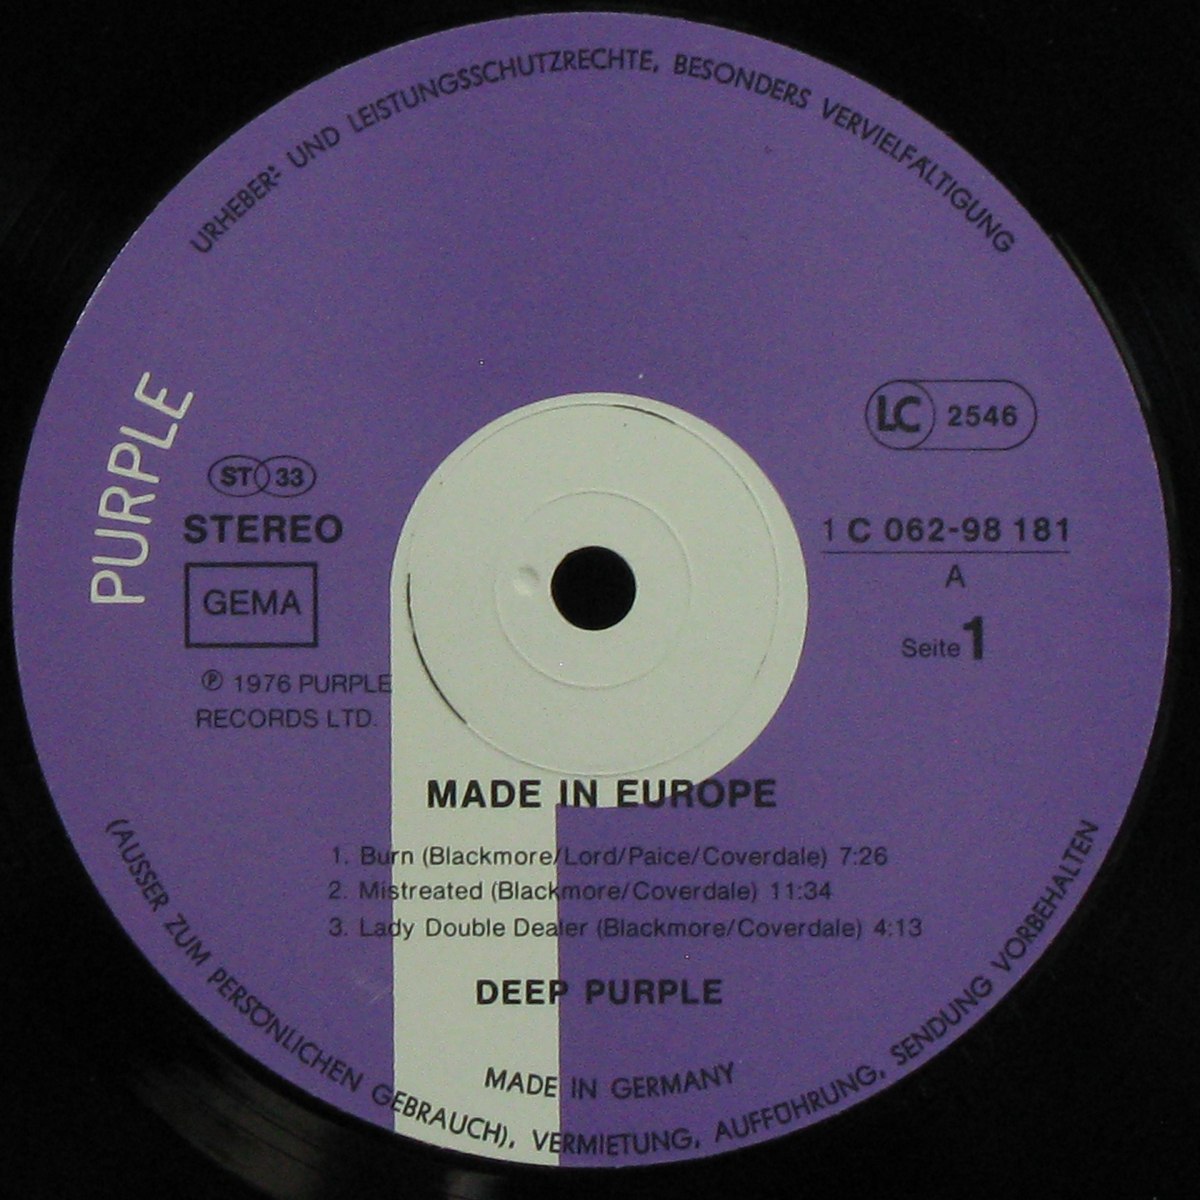 URHEBER- UND LEISTUNGSSCHUTZRECHTE, BESONDERS VERVIELFÄLTIGUNG
PURPLE
ST 33
STEREO
GEMA
℗ 1976 PURPLE
RECORDS LTD.
LC 2546
1 C 062-98 181
A
Seite 1
MADE IN EUROPE
1. Burn (Blackmore/Lord/Paice/Coverdale) 7:26
2. Mistreated (Blackmore/Coverdale) 11:34
3. Lady Double Dealer (Blackmore/Coverdale) 4:13
DEEP PURPLE
MADE IN GERMANY
(AUSSER ZUM PERSÖNLICHEN GEBRAUCH), VERMIETUNG, AUFFÜHRUNG, SENDUNG VORBEHALTEN